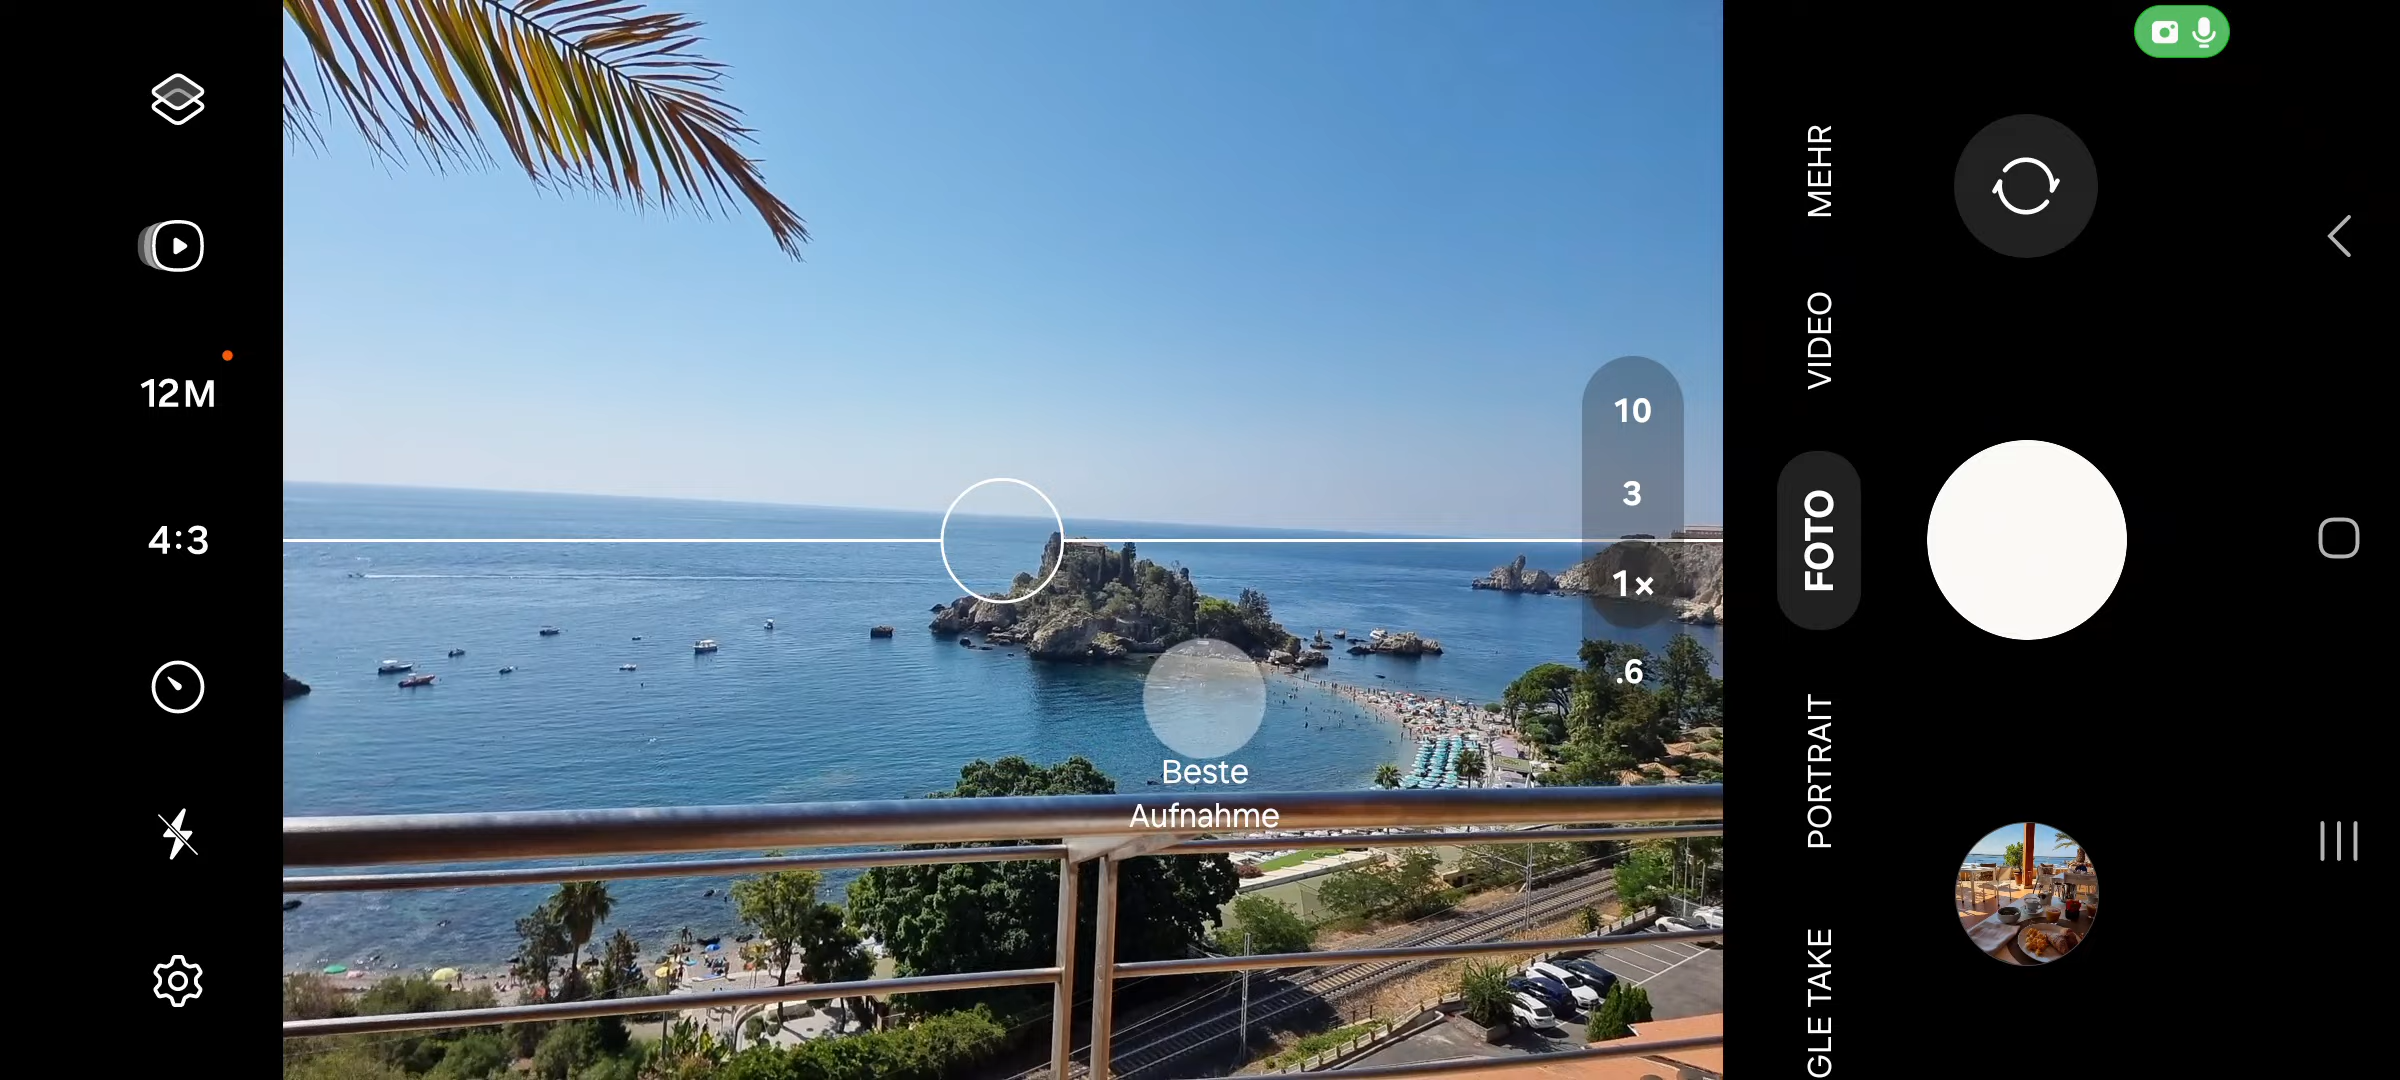 12M
4:3
10
3
1×
.6
Beste
Aufnahme
MEHR
VIDEO
FOTO
PORTRAIT
GLE TAKE